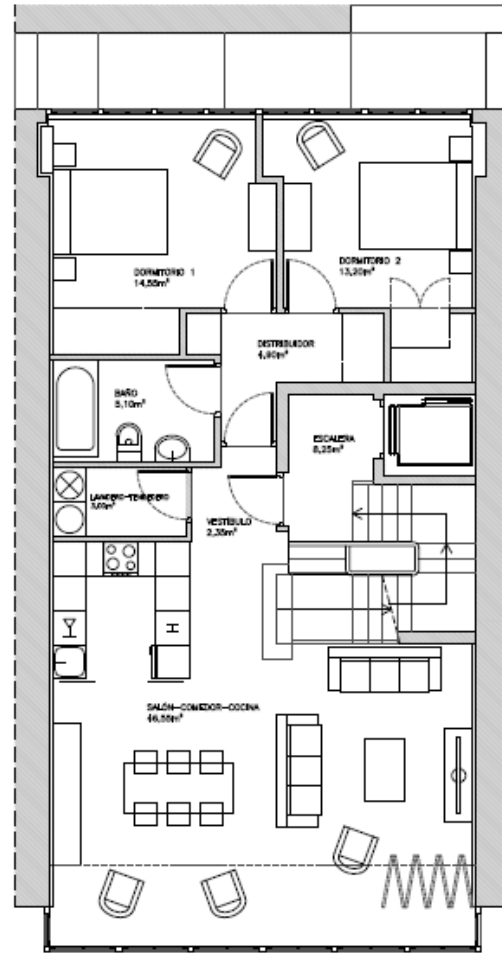 DORMITORIO 1
14,55m²
DORMITORIO 2
13,20m²
DISTRIBUIDOR
4,90m²
BAÑO
5,10m²
ESCALERA
8,25m²
LAVADERO-TENDEDERO
VESTÍBULO
2,35m²
H
SALÓN-COMEDOR-COCINA
46,55m²